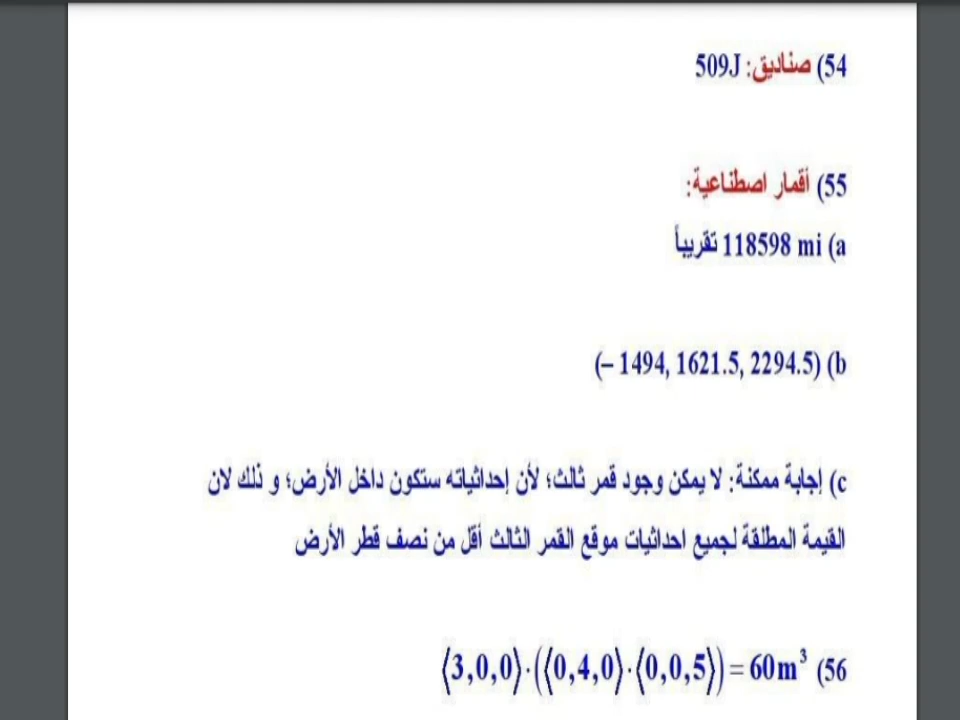 54) صناديق: 509J
55) أقمار اصطناعية:
a) 118598 mi تقريباً
b) (– 1494, 1621.5, 2294.5)
c) إجابة ممكنة: لا يمكن وجود قمر ثالث؛ لأن إحداثياته ستكون داخل الأرض؛ و ذلك لان
القيمة المطلقة لجميع احداثيات موقع القمر الثالث أقل من نصف قطر الأرض
56) ⟨3,0,0⟩·(⟨0,4,0⟩·⟨0,0,5⟩) = 60m³